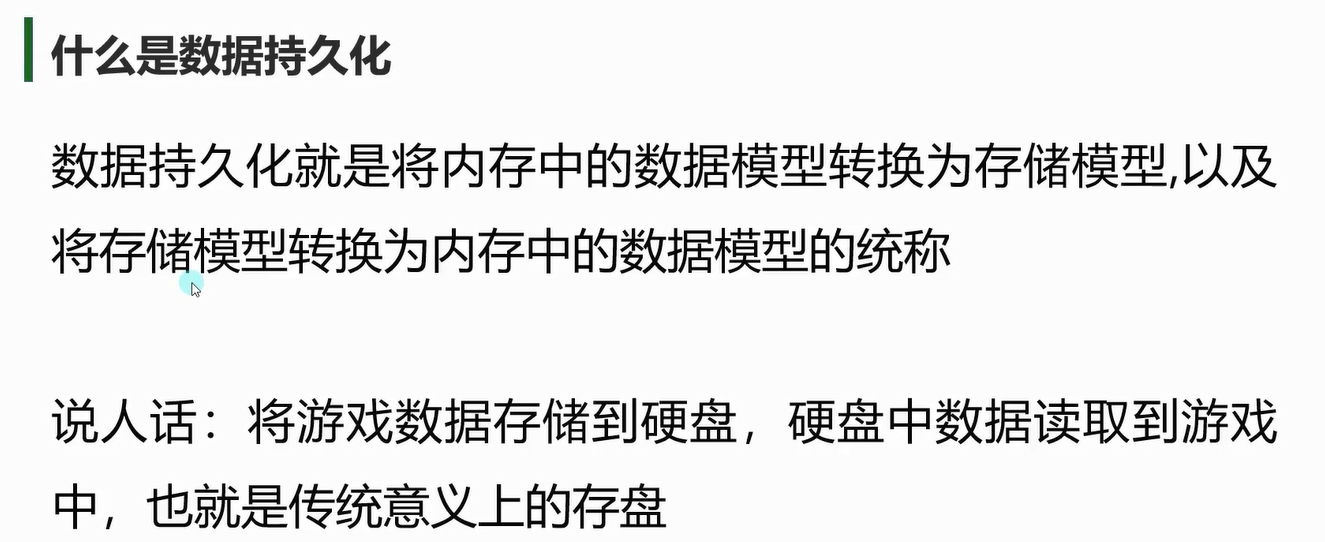 什么是数据持久化
数据持久化就是将内存中的数据模型转换为存储模型,以及
将存储模型转换为内存中的数据模型的统称
说人话：将游戏数据存储到硬盘，硬盘中数据读取到游戏
中，也就是传统意义上的存盘